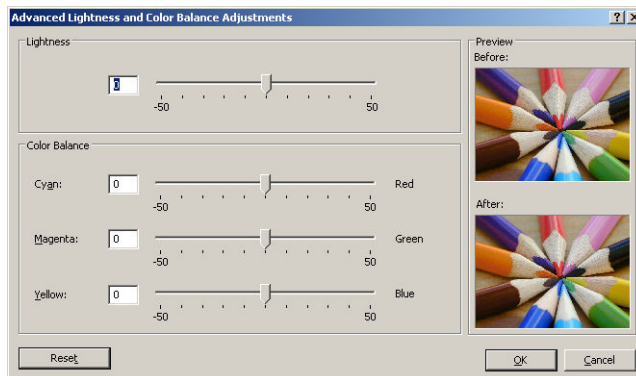 Advanced Lightness and Color Balance Adjustments
Lightness
0
-50 50
Color Balance
Cyan: 0 Red
-50 50
Magenta: 0 Green
-50 50
Yellow: 0 Blue
-50 50
Reset
Preview
Before:
After:
OK Cancel